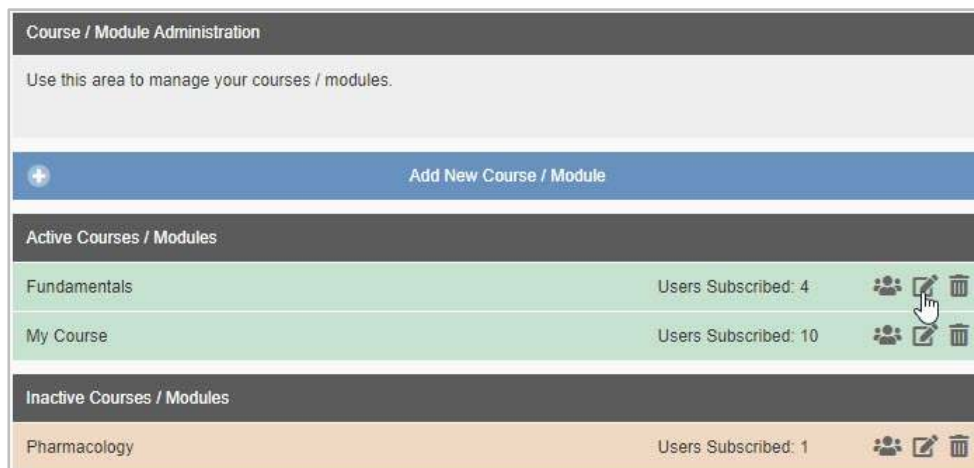 Course / Module Administration
Use this area to manage your courses / modules.
Add New Course / Module
Active Courses / Modules
Fundamentals Users Subscribed: 4
My Course Users Subscribed: 10
Inactive Courses / Modules
Pharmacology Users Subscribed: 1